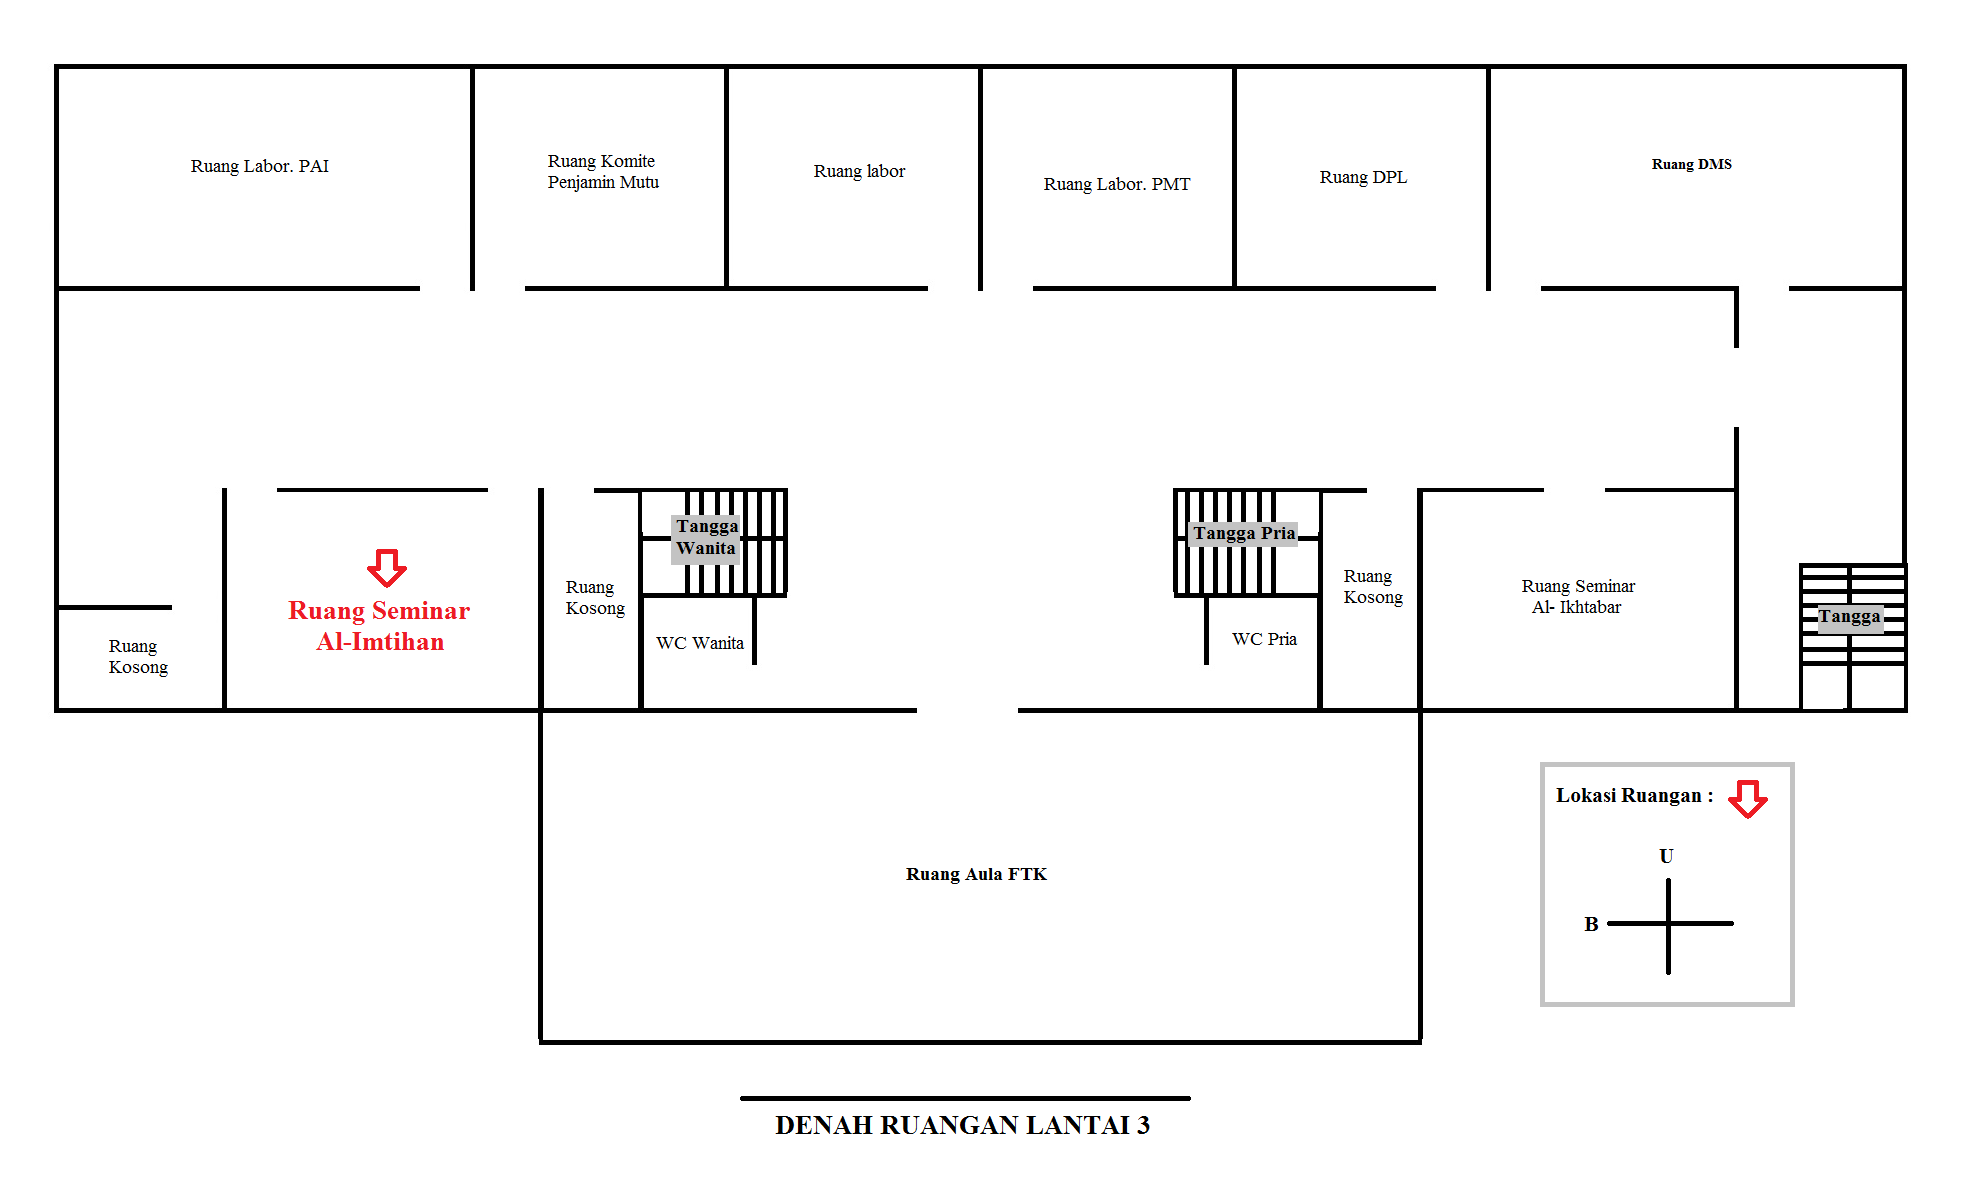 Ruang Labor. PAI
Ruang Komite
Penjamin Mutu
Ruang labor
Ruang Labor. PMT
Ruang DPL
Ruang DMS
Ruang
Kosong
Ruang Seminar
Al-Imtihan
Ruang
Kosong
Tangga
Wanita
WC Wanita
Tangga Pria
WC Pria
Ruang
Kosong
Ruang Seminar
Al- Ikhtabar
Tangga
Ruang Aula FTK
Lokasi Ruangan :
U
B
DENAH RUANGAN LANTAI 3